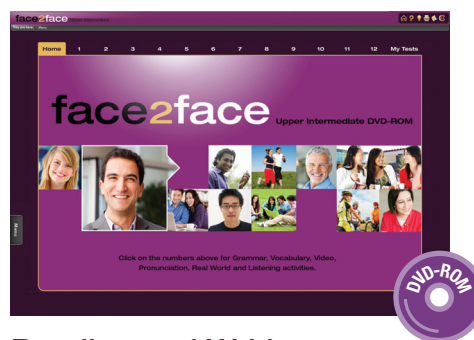 face2face
Home 1 2 3 4 5 6 7 8 9 10 11 12 My Tests
face2face Upper Intermediate DVD-ROM
Menu
Click on the numbers above for Grammar, Vocabulary, Video,
Pronunciation, Real World and Listening activities.
DVD-ROM